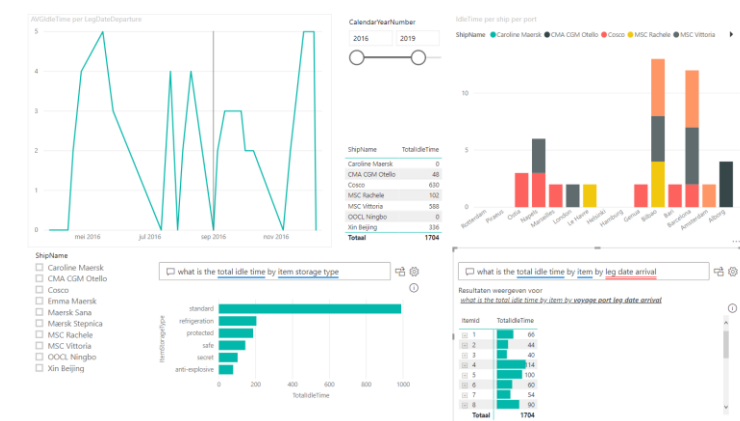 AVGIdleTime per LegDateDeparture
5
4
3
2
1
0
mei 2016
jul 2016
sep 2016
nov 2016
CalendarYearNumber
2016
2019
ShipName TotalIdleTime
Caroline Maersk 0
CMA CGM Otello 48
Cosco 630
MSC Rachele 102
MSC Vittoria 588
OOCL Ningbo 0
Xin Beijing 336
Totaal 1704
IdleTime per ship per port
ShipName Caroline Maersk CMA CGM Otello Cosco MSC Rachele MSC Vittoria
10
5
0
Rotterdam
Piraeus
Oslo
Napels
Marseilles
London
Le Havre
Helsinki
Hamburg
Genua
Bilbao
Bari
Barcelona
Amsterdam
Alborg
ShipName
Caroline Maersk
CMA CGM Otello
Cosco
Emma Maersk
Maersk Sana
Mærsk Stepnica
MSC Rachele
MSC Vittoria
OOCL Ningbo
Xin Beijing
what is the total idle time by item storage type
ItemStorageType
standard
refrigeration
protected
safe
secret
anti-explosive
0
200
400
600
800
1000
TotalIdleTime
what is the total idle time by item by leg date arrival
Resultaten weergeven voor
what is the total idle time by item by voyage port leg date arrival
ItemId TotalIdleTime
1 66
2 44
3 40
4 114
5 100
6 60
7 54
8 90
Totaal 1704